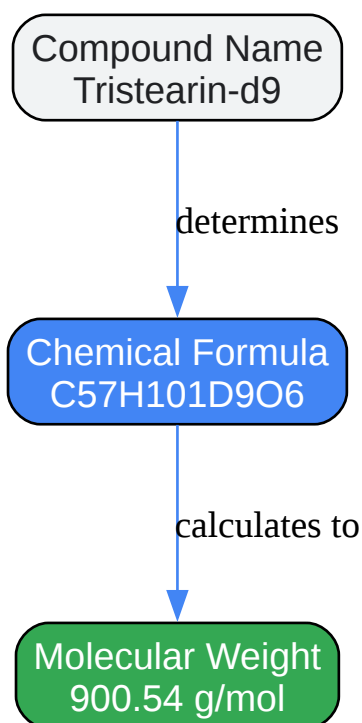 Compound Name
Tristearin-d9
determines
Chemical Formula
C57H101D9O6
calculates to
Molecular Weight
900.54 g/mol